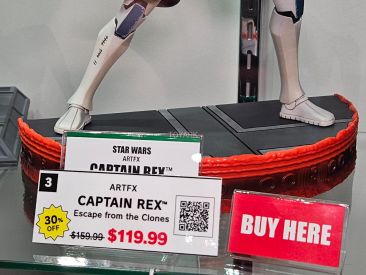 STAR WARS
ARTFX
CAPTAIN REX™
3
ARTFX
CAPTAIN REX™
Escape from the Clones
30%
OFF
$159.99 $119.99
BUY HERE